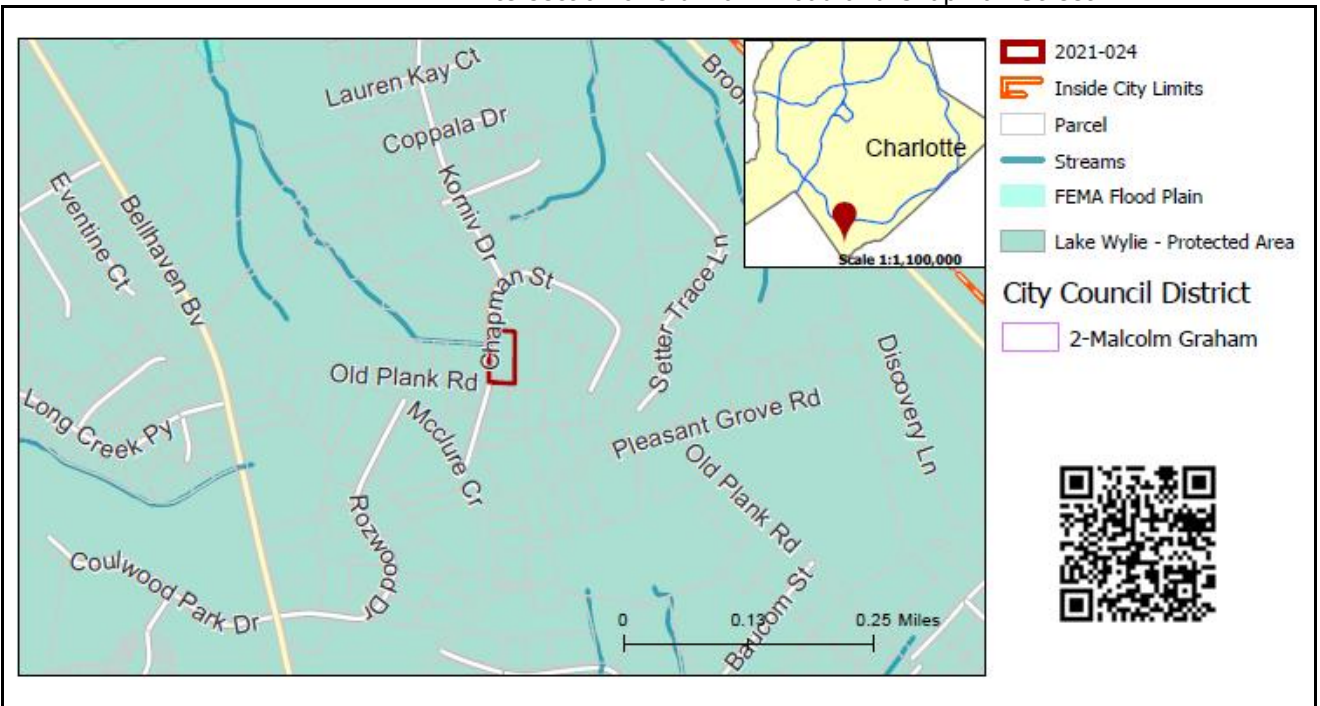 Lauren Kay Ct
Coppala Dr
Korniv Dr
Eventine Ct
Bellhaven Bv
Chapman St
Chapman St
Setter Trace Ln
Old Plank Rd
Mcclure Cr
Long Creek Py
Pleasant Grove Rd
Discovery Ln
Old Plank Rd
Rozwood Dr
Coulwood Park Dr
Baucom St
0 0.13 0.25 Miles
Charlotte
Scale 1:1,100,000
2021-024
Inside City Limits
Parcel
Streams
FEMA Flood Plain
Lake Wylie - Protected Area
City Council District
2-Malcolm Graham